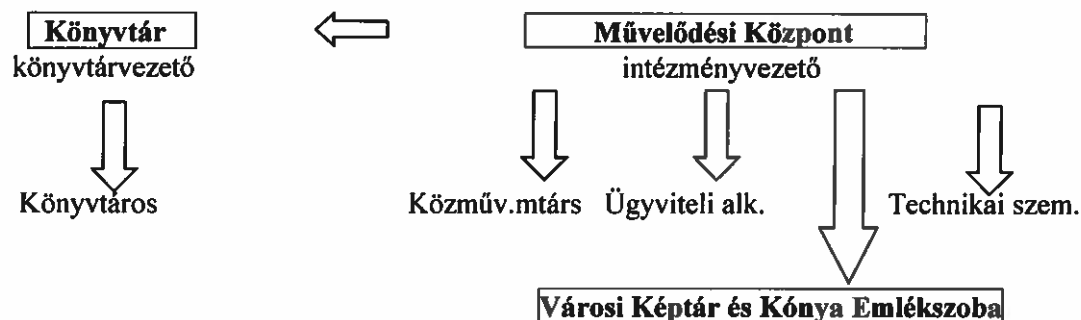 Könyvtár Művelődési Központ
könyvtárvezető intézményvezető
Könyvtáros Közműv.mtárs Ügyviteli alk. Technikai szem.
Városi Képtár és Kónya Emlékszoba